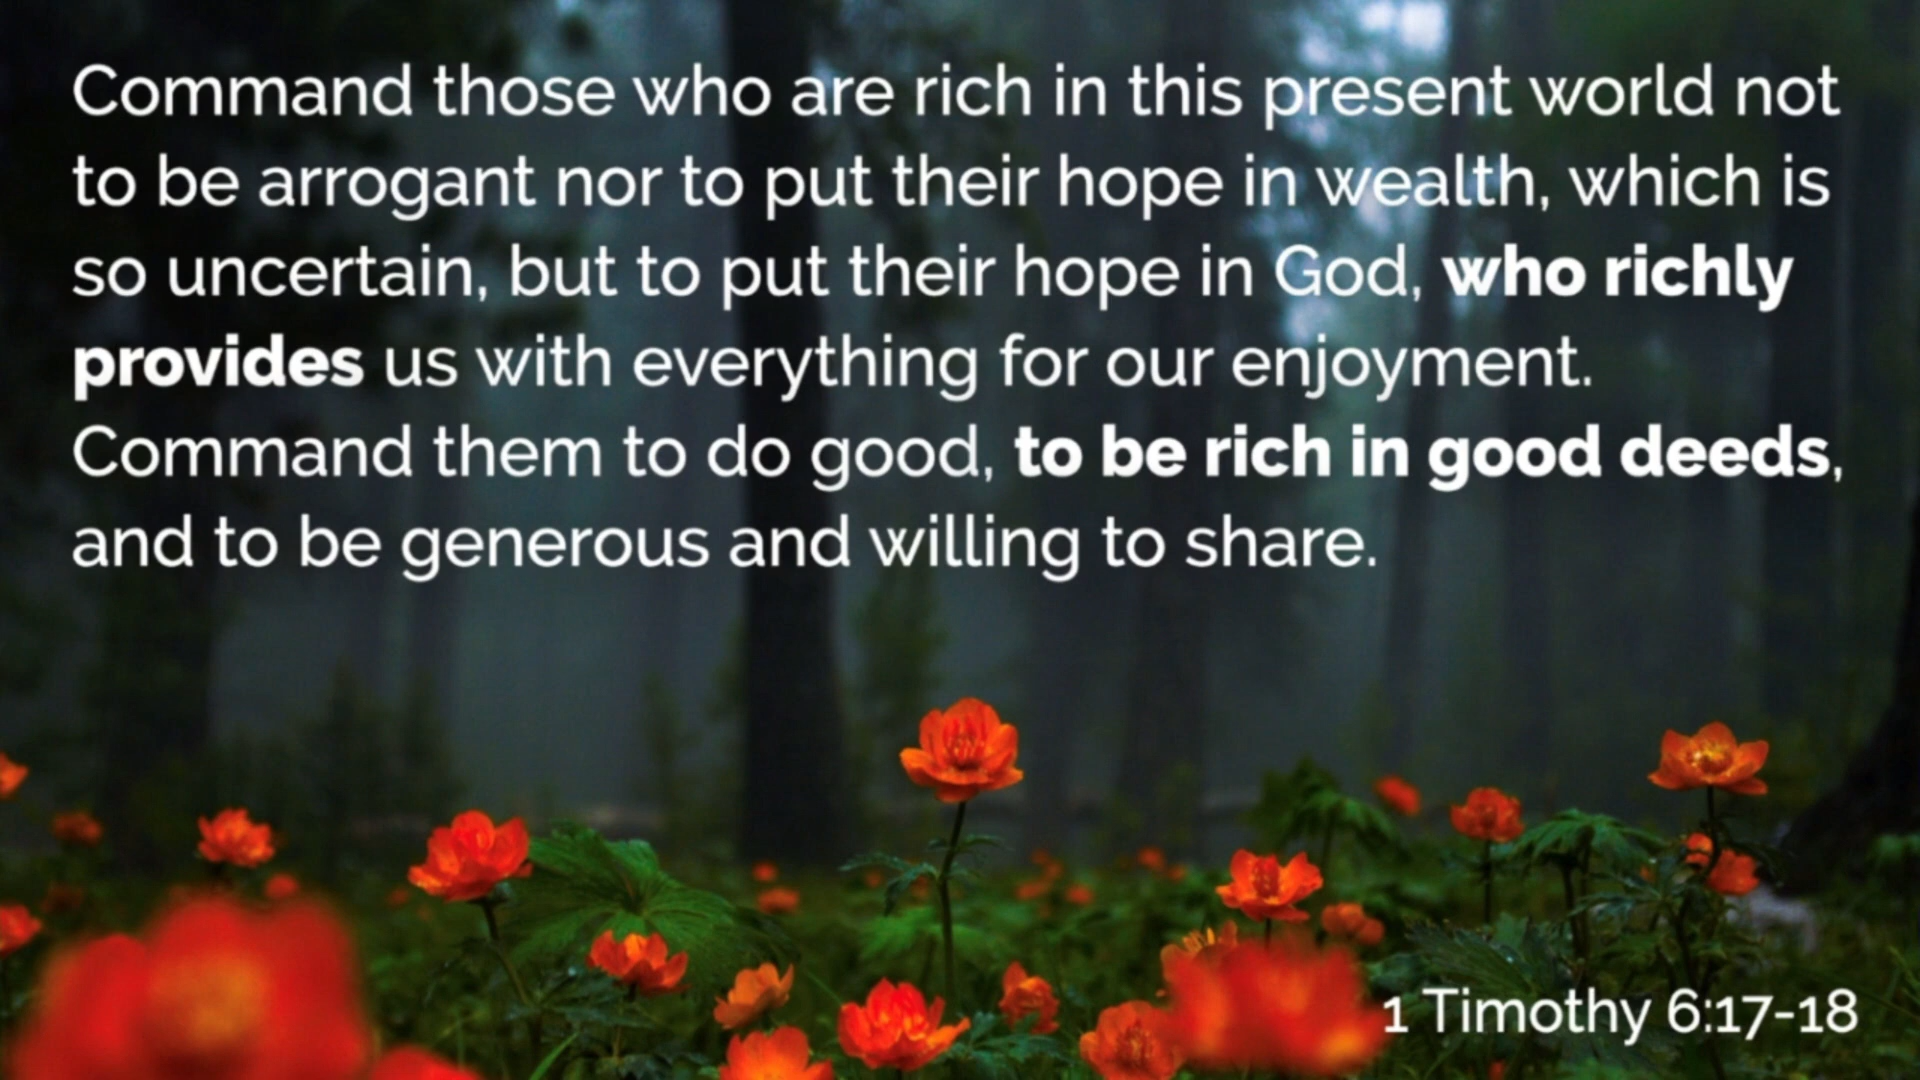 Command those who are rich in this present world not
to be arrogant nor to put their hope in wealth, which is
so uncertain, but to put their hope in God, who richly
provides us with everything for our enjoyment.
Command them to do good, to be rich in good deeds,
and to be generous and willing to share.
1 Timothy 6:17-18